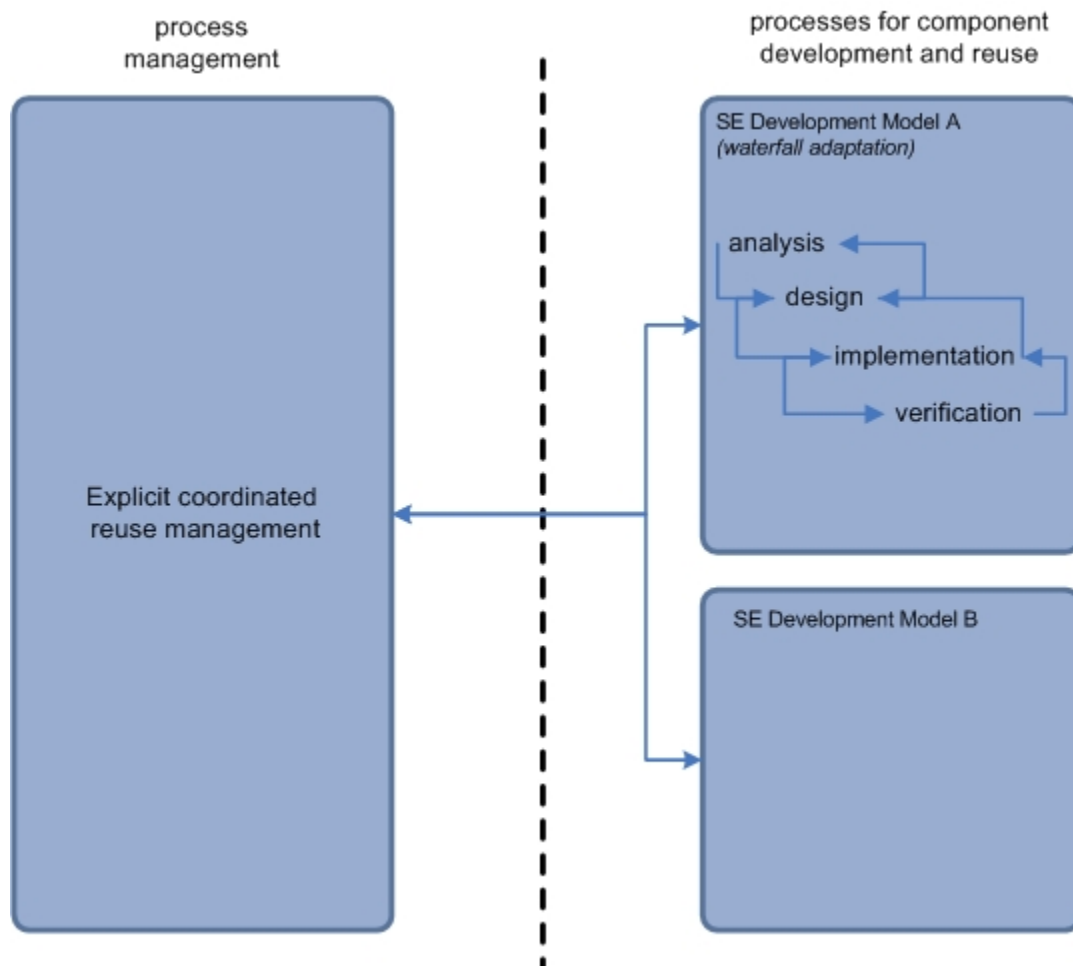 process
management
processes for component
development and reuse
SE Development Model A
(waterfall adaptation)
analysis
design
implementation
verification
Explicit coordinated
reuse management
SE Development Model B